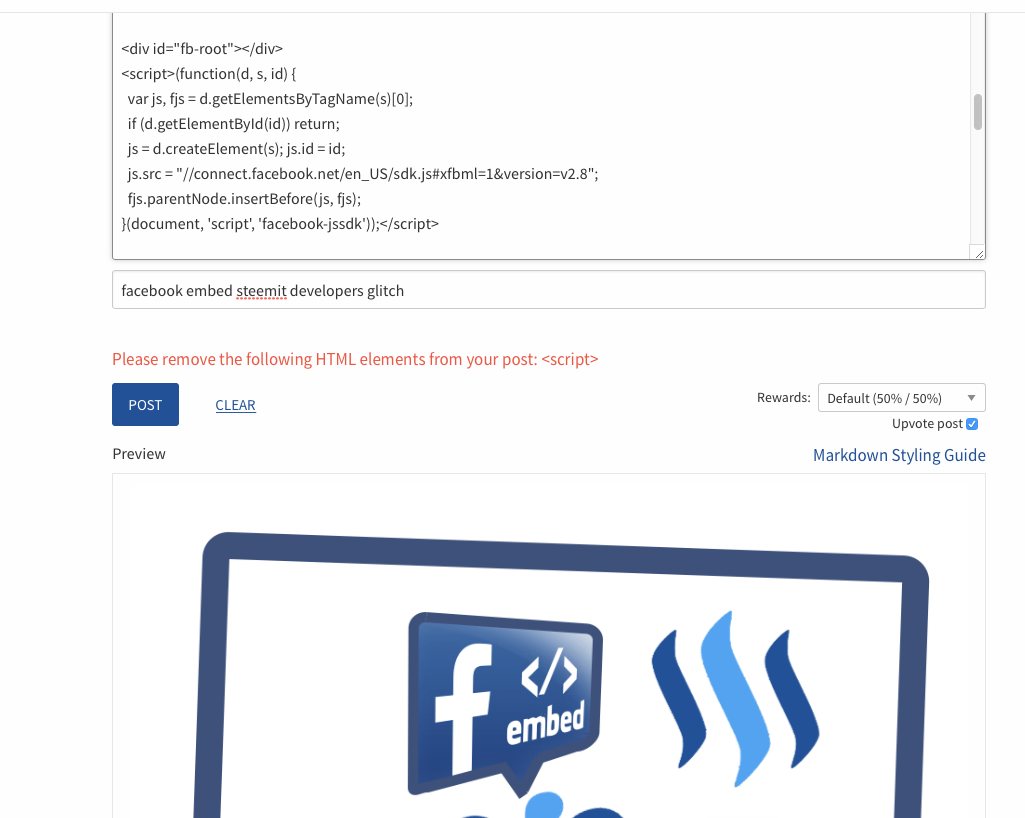 <div id="fb-root"></div>
<script>(function(d, s, id) {
  var js, fjs = d.getElementsByTagName(s)[0];
  if (d.getElementById(id)) return;
  js = d.createElement(s); js.id = id;
  js.src = "//connect.facebook.net/en_US/sdk.js#xfbml=1&version=v2.8";
  fjs.parentNode.insertBefore(js, fjs);
}(document, 'script', 'facebook-jssdk'));</script>
facebook embed steemit developers glitch
Please remove the following HTML elements from your post: <script>
POST CLEAR Rewards: Default (50% / 50%)
Upvote post
Preview Markdown Styling Guide
f </>
embed